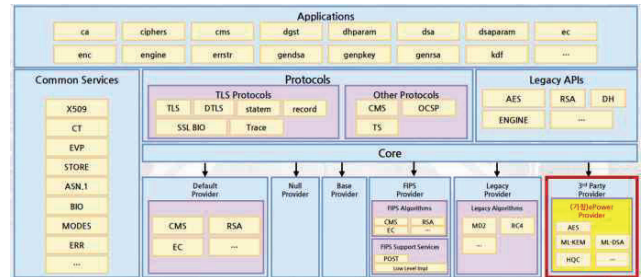 Applications
ca ciphers cms dgst dhparam dsa dsaparam ec
enc engine errstr gendsa genpkey genrsa kdf ...
Common Services
X509
CT
EVP
STORE
ASN.1
BIO
MODES
ERR
...
Protocols
TLS Protocols
TLS DTLS statem record
SSL BIO Trace
Other Protocols
CMS OCSP
TS
Legacy APIs
AES RSA DH
ENGINE ...
Core
Default
Provider
CMS RSA
EC ...
Null
Provider
Base
Provider
FIPS
Provider
FIPS Algorithms
CMS RSA
EC ...
FIPS Support Services
POST
Low Level Impl
Legacy
Provider
Legacy Algorithms
MD2 RC4
...
3rd Party
Provider
(가칭)ePower
Provider
AES
ML-KEM ML-DSA
HQC ...